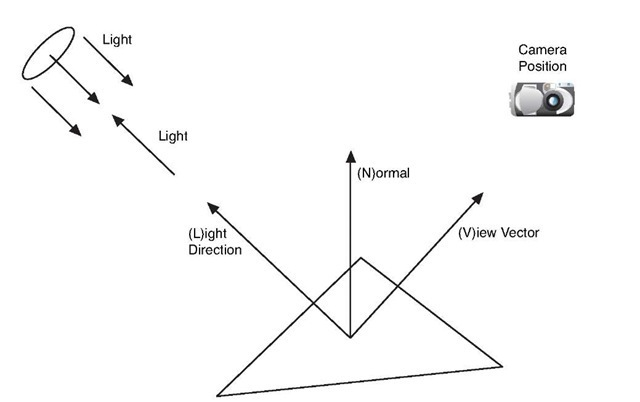 Light
Camera
Position
Light
(N)ormal
(L)ight
Direction
(V)iew Vector